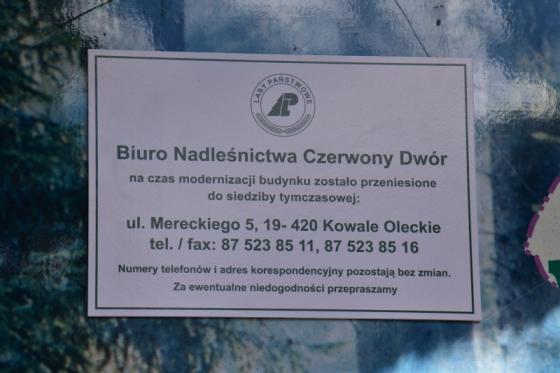 LASY PAŃSTWOWE
Biuro Nadleśnictwa Czerwony Dwór
na czas modernizacji budynku zostało przeniesione
do siedziby tymczasowej:
ul. Mereckiego 5, 19- 420 Kowale Oleckie
tel. / fax: 87 523 85 11, 87 523 85 16
Numery telefonów i adres korespondencyjny pozostają bez zmian.
Za ewentualne niedogodności przepraszamy